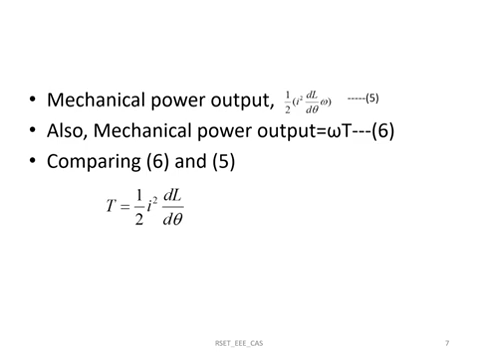 • Mechanical power output, 1/2 (i² dL/dθ ω) -----(5)
• Also, Mechanical power output=ωT---(6)
• Comparing (6) and (5)
T = 1/2 i² dL/dθ
RSET_EEE_CAS 7